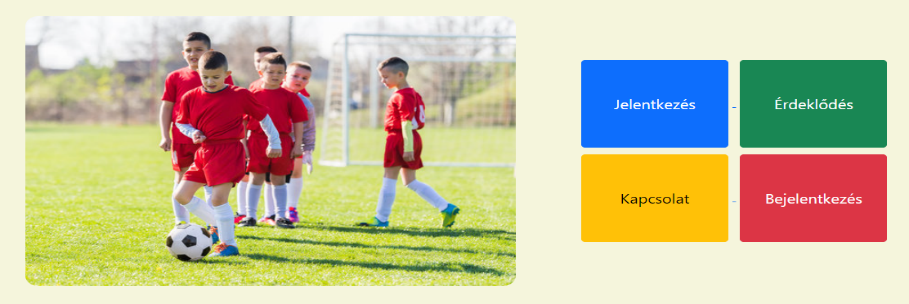 Jelentkezés - Érdeklődés
Kapcsolat - Bejelentkezés